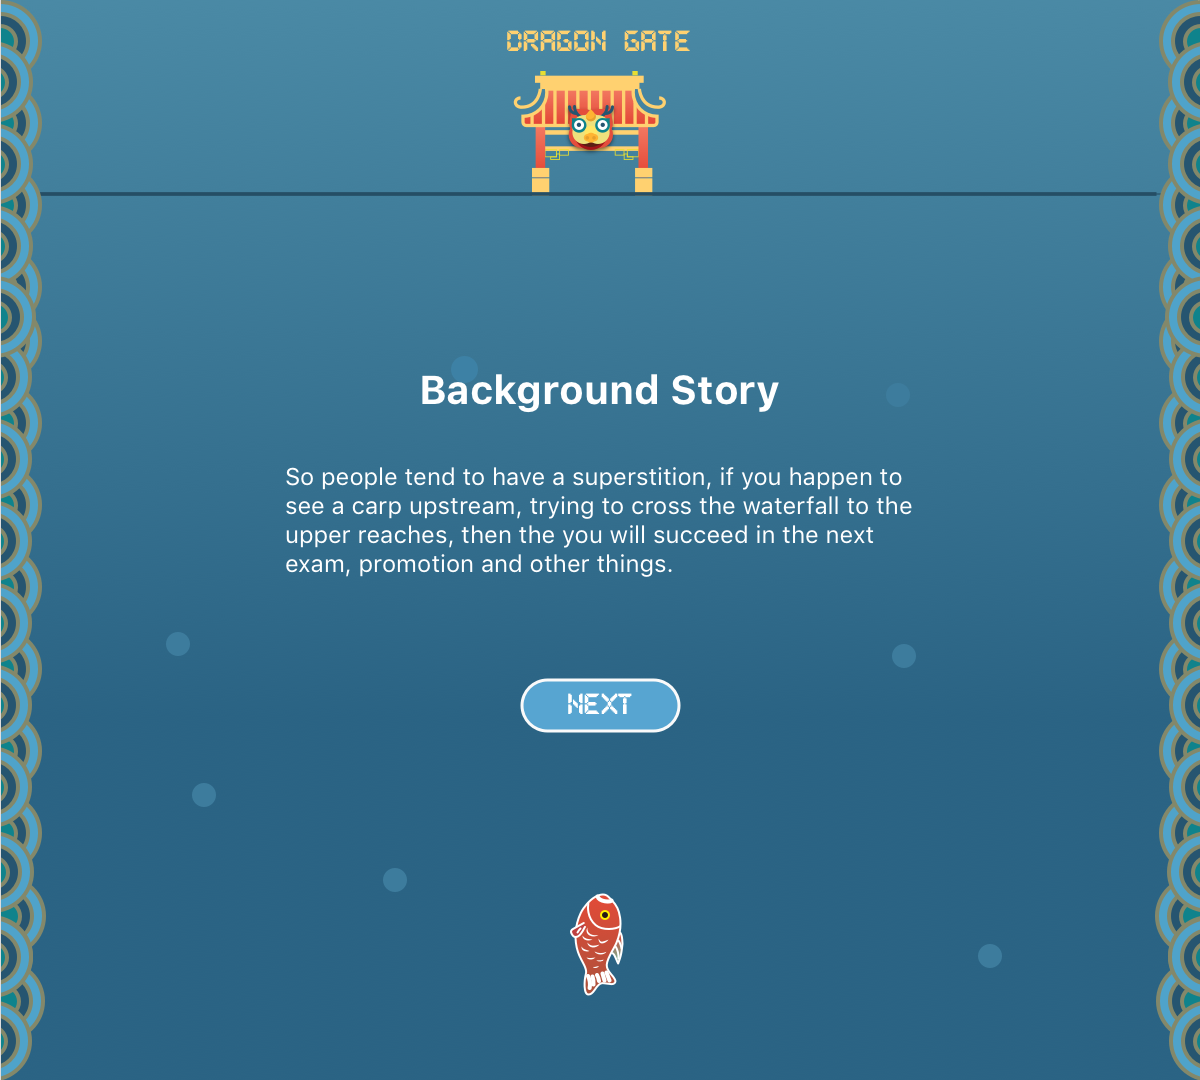 DRAGON GATE
Background Story
So people tend to have a superstition, if you happen to
see a carp upstream, trying to cross the waterfall to the
upper reaches, then the you will succeed in the next
exam, promotion and other things.
NEXT